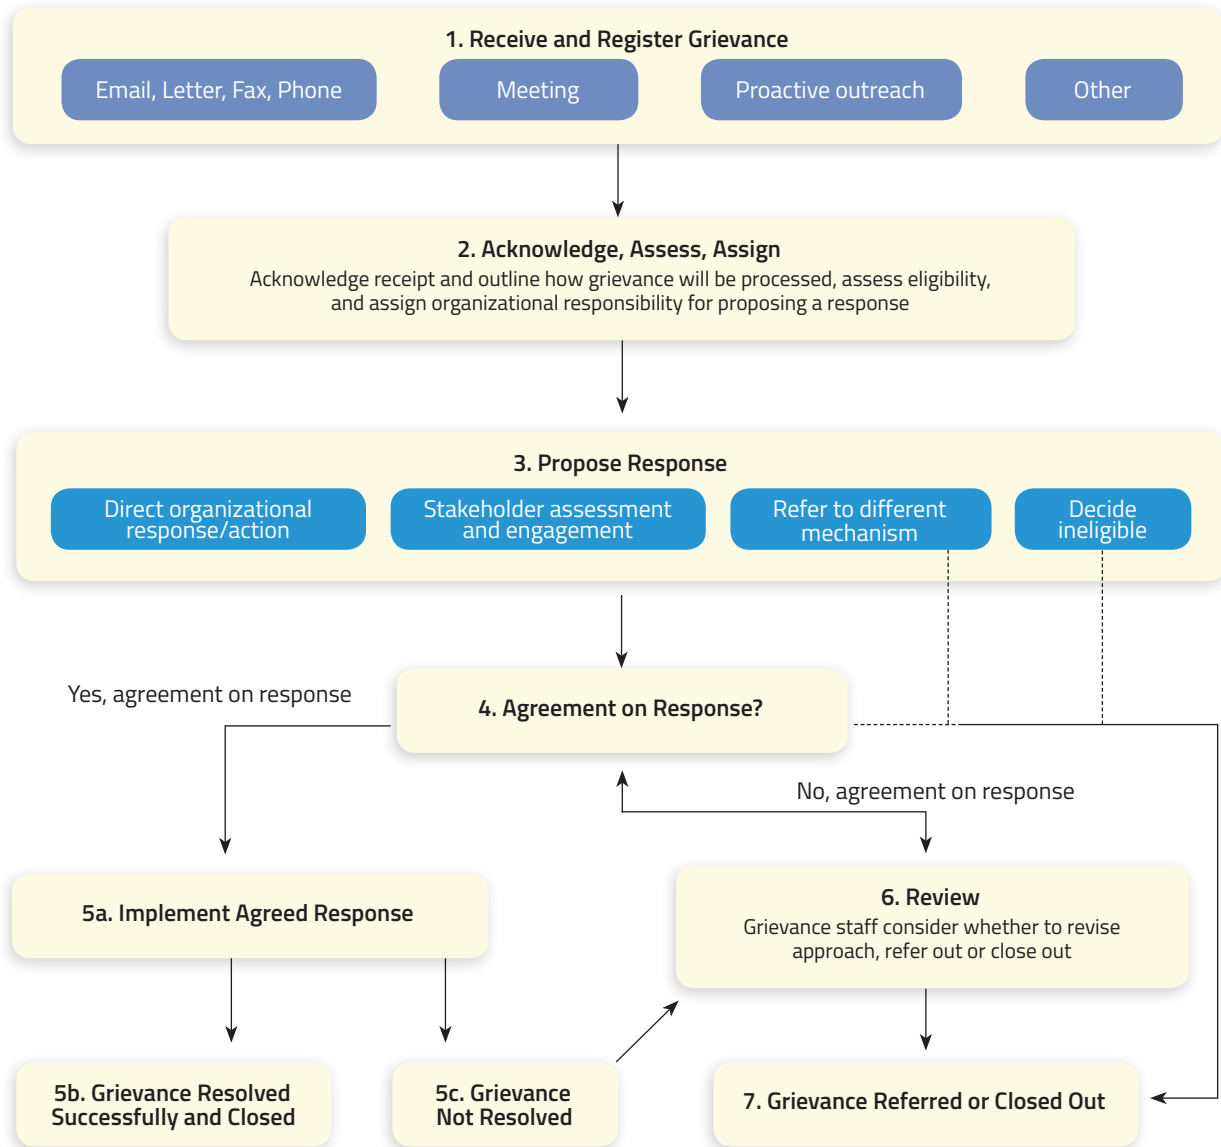 1. Receive and Register Grievance
Email, Letter, Fax, Phone
Meeting
Proactive outreach
Other
2. Acknowledge, Assess, Assign
Acknowledge receipt and outline how grievance will be processed, assess eligibility,
and assign organizational responsibility for proposing a response
3. Propose Response
Direct organizational
response/action
Stakeholder assessment
and engagement
Refer to different
mechanism
Decide
ineligible
Yes, agreement on response
4. Agreement on Response?
No, agreement on response
5a. Implement Agreed Response
6. Review
Grievance staff consider whether to revise
approach, refer out or close out
5b. Grievance Resolved
Successfully and Closed
5c. Grievance
Not Resolved
7. Grievance Referred or Closed Out